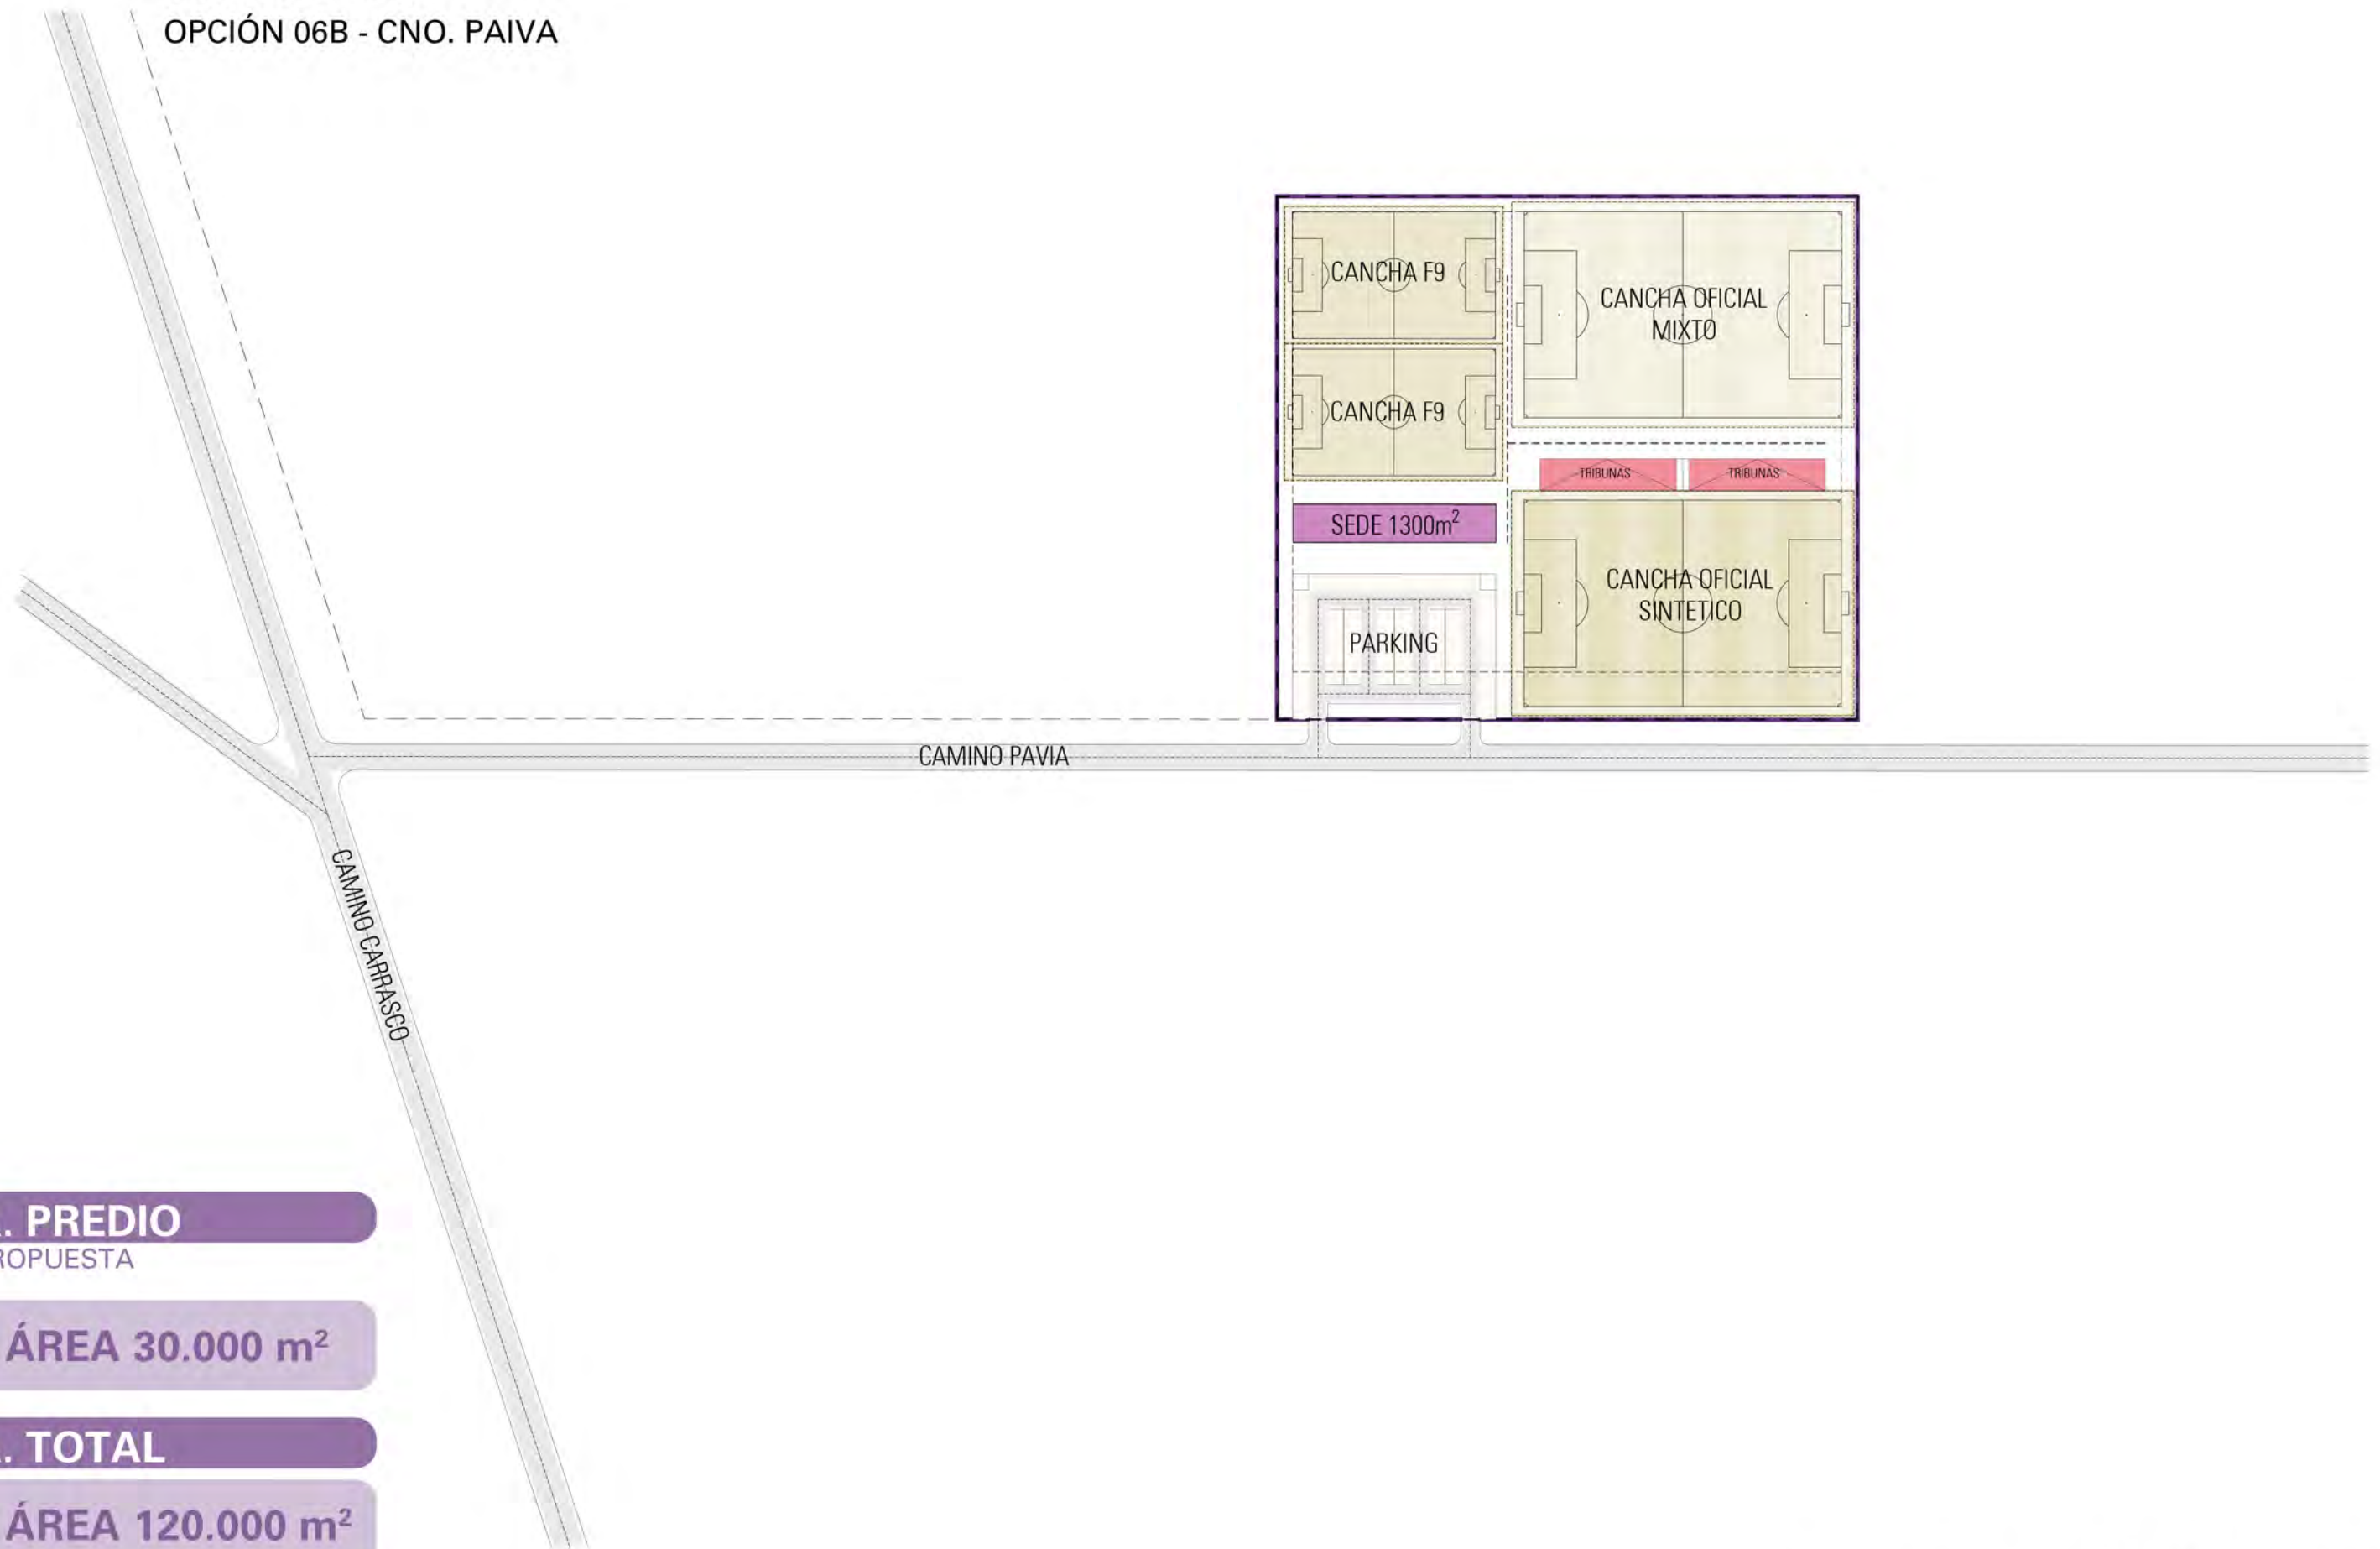 OPCIÓN 06B - CNO. PAIVA
CANCHA F9
CANCHA OFICIAL
MIXTO
CANCHA F9
TRIBUNAS
TRIBUNAS
SEDE 1300m²
CANCHA OFICIAL
SINTETICO
PARKING
CAMINO PAVIA
CAMINO CARRASCO
. PREDIO
ROPUESTA
ÁREA 30.000 m²
. TOTAL
ÁREA 120.000 m²